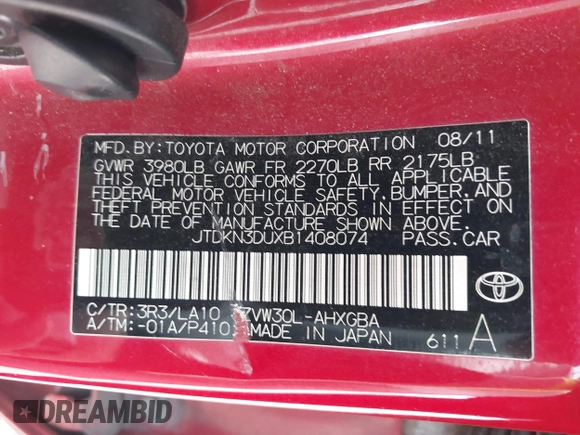 MFD.BY:TOYOTA MOTOR CORPORATION 08/11
GVWR 3980LB GAWR FR 2270LB RR 2175LB
THIS VEHICLE CONFORMS TO ALL APPLICABLE
FEDERAL MOTOR VEHICLE SAFETY,BUMPER,AND
THEFT PREVENTION STANDARDS IN EFFECT ON
THE DATE OF MANUFACTURE SHOWN ABOVE.
JTDKN3DUXB1408074 PASS.CAR
C/TR:3R3/LA10 ZVW30L-AHXGBA
A/TM:-01A/P410 MADE IN JAPAN 611 A
DREAMBID